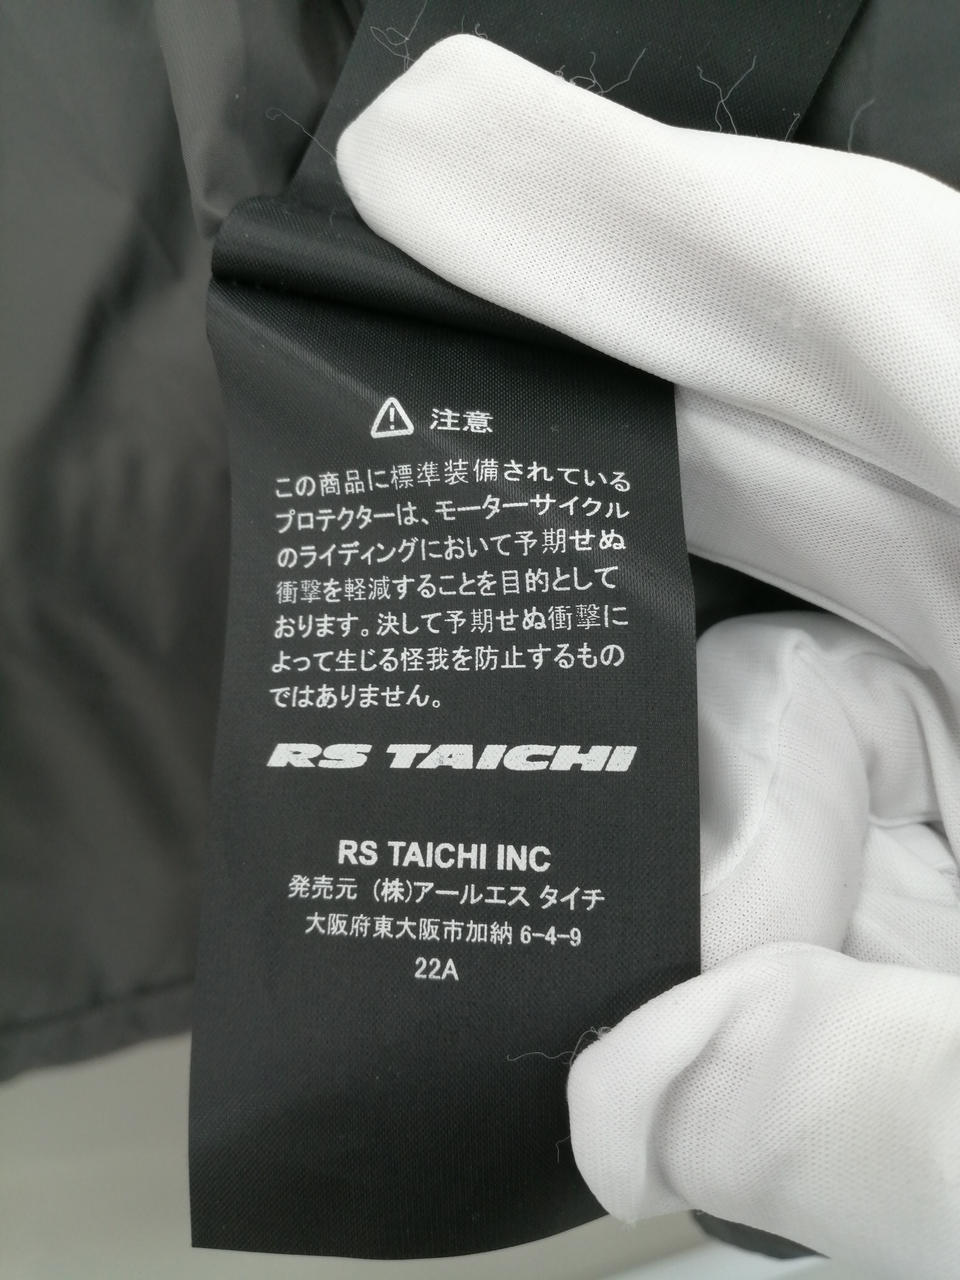 注意
この商品に標準装備されている
プロテクターは、モーターサイクル
のライディングにおいて予期せぬ
衝撃を軽減することを目的として
おります。決して予期せぬ衝撃に
よって生じる怪我を防止するもの
ではありません。
RS TAICHI
RS TAICHI INC
発売元 (株)アールエス タイチ
大阪府東大阪市加納 6-4-9
22A